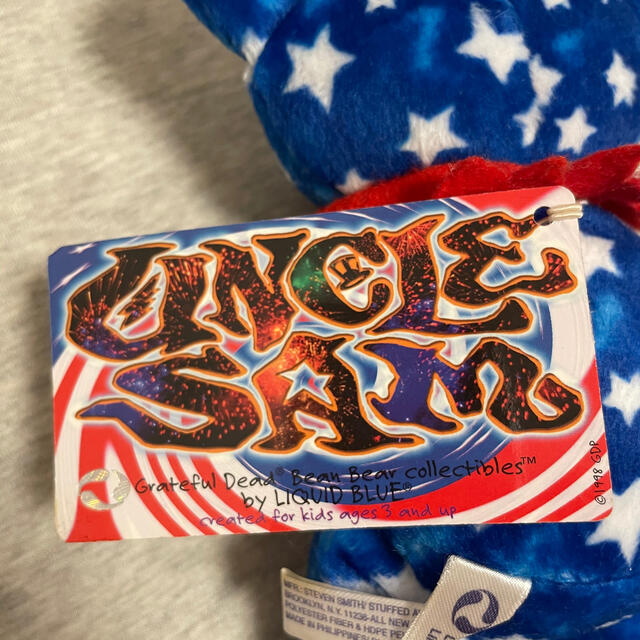 UNCLE
SAM
Grateful Dead® Bean Bear collectibles™
by LIQUID BLUE®
created for kids ages 3 and up
©1998 GDP
MFR: STEVEN SMITH STUFFED
BROOKLYN, N.Y. 11236-ALL NEW
POLYESTER FIBER & HDPE PE
MADE IN PHILIPPINES